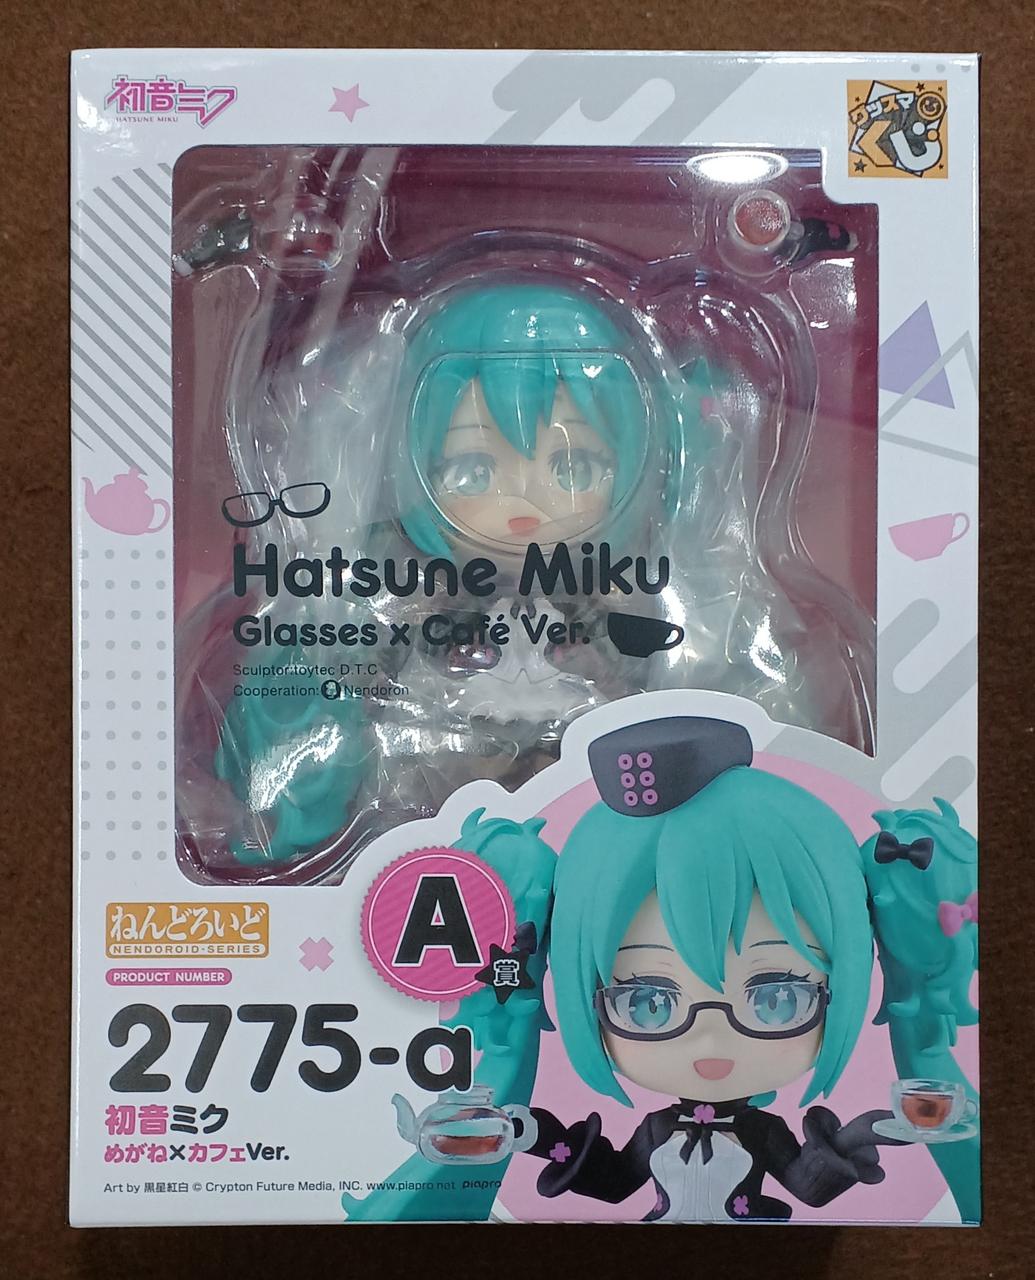 初音ミク
HATSUNE MIKU
グッスマ
くじ
Hatsune Miku
Glasses x Café Ver.
Sculptor:toytec D.T.C
Cooperation: Nendoron
A
賞
ねんどろいど
NENDOROID-SERIES
PRODUCT NUMBER
2775-a
初音ミク
めがね×カフェVer.
Art by 黒星紅白 © Crypton Future Media, INC. www.piapro.net piapro